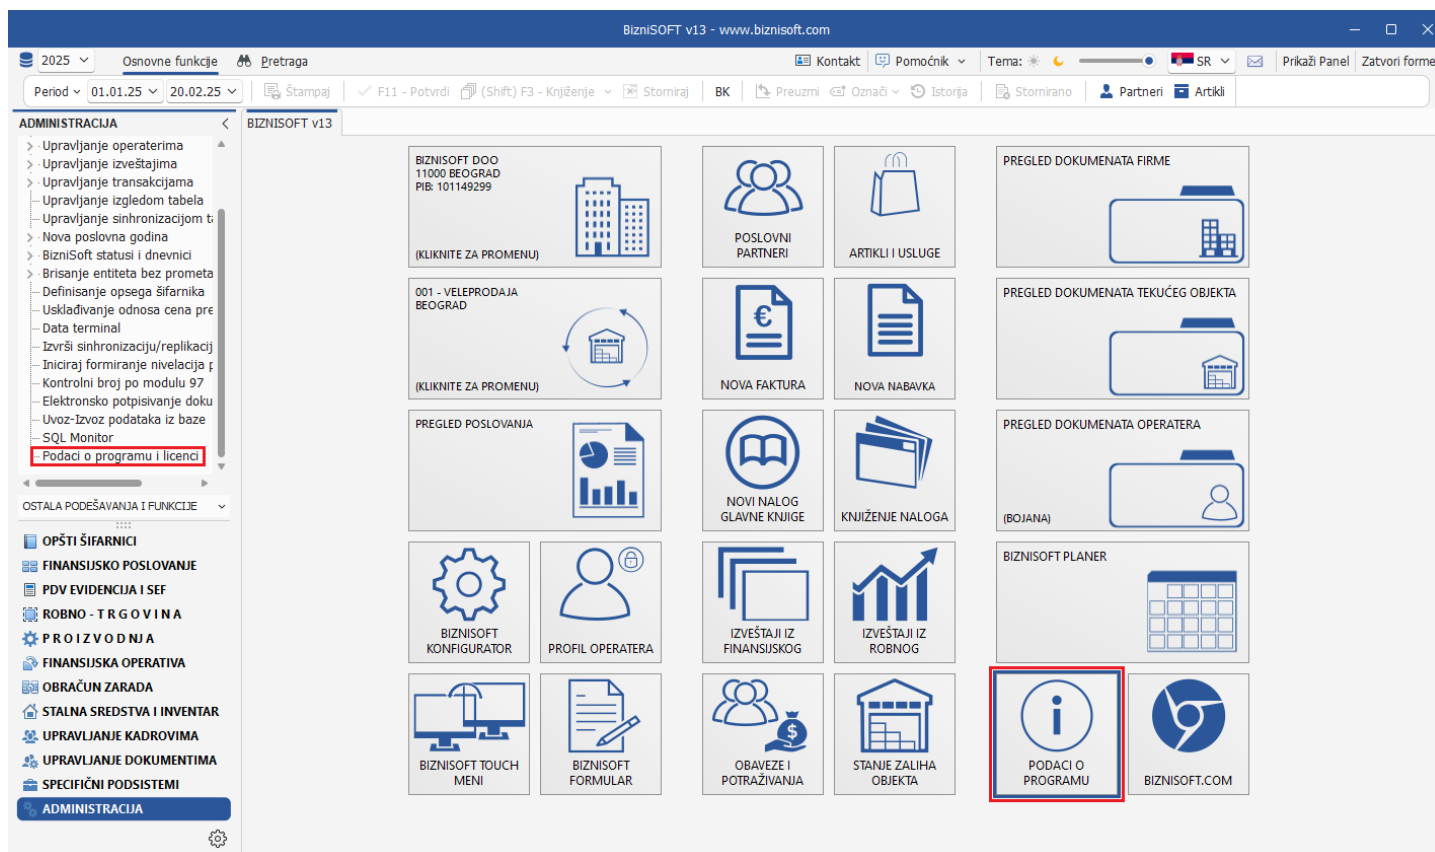 BizniSOFT v13 - www.biznisoft.com
2025 Osnovne funkcije Pretraga Kontakt Pomoćnik Tema: SR Prikaži Panel Zatvori forme
Period 01.01.25 20.02.25 Štampaj F11 - Potvrdi (Shift) F3 - Knjiženje Storniraj BK Preuzmi Označi Istorija Stornirano Partneri Artikli
ADMINISTRACIJA
BIZNISOFT v13
Upravljanje operaterima
Upravljanje izveštajima
Upravljanje transakcijama
Upravljanje izgledom tabela
Upravljanje sinhronizacijom t
Nova poslovna godina
BizniSoft statusi i dnevnici
Brisanje entiteta bez prometa
Definisanje opsega šifarnika
Usklađivanje odnosa cena pre
Data terminal
Izvrši sinhronizaciju/replikacij
Iniciraj formiranje nivelacija p
Kontrolni broj po modulu 97
Elektronsko potpisivanje doku
Uvoz-Izvoz podataka iz baze
SQL Monitor
Podaci o programu i licenci
OSTALA PODEŠAVANJA I FUNKCIJE
OPŠTI ŠIFARNICI
FINANSIJSKO POSLOVANJE
PDV EVIDENCIJA I SEF
ROBNO - T R G O V I N A
P R O I Z V O D NJ A
FINANSIJSKA OPERATIVA
OBRAČUN ZARADA
STALNA SREDSTVA I INVENTAR
UPRAVLJANJE KADROVIMA
UPRAVLJANJE DOKUMENTIMA
SPECIFIČNI PODSISTEMI
ADMINISTRACIJA
BIZNISOFT DOO
11000 BEOGRAD
PIB: 101149299
(KLIKNITE ZA PROMENU)
POSLOVNI
PARTNERI
ARTIKLI I USLUGE
PREGLED DOKUMENATA FIRME
001 - VELEPRODAJA
BEOGRAD
(KLIKNITE ZA PROMENU)
NOVA FAKTURA
NOVA NABAVKA
PREGLED DOKUMENATA TEKUĆEG OBJEKTA
PREGLED POSLOVANJA
NOVI NALOG
GLAVNE KNJIGE
KNJIŽENJE NALOGA
PREGLED DOKUMENATA OPERATERA
(BOJANA)
BIZNISOFT
KONFIGURATOR
PROFIL OPERATERA
IZVEŠTAJI IZ
FINANSIJSKOG
IZVEŠTAJI IZ
ROBNOG
BIZNISOFT PLANER
BIZNISOFT TOUCH
MENI
BIZNISOFT
FORMULAR
OBAVEZE I
POTRAŽIVANJA
STANJE ZALIHA
OBJEKTA
PODACI O
PROGRAMU
BIZNISOFT.COM